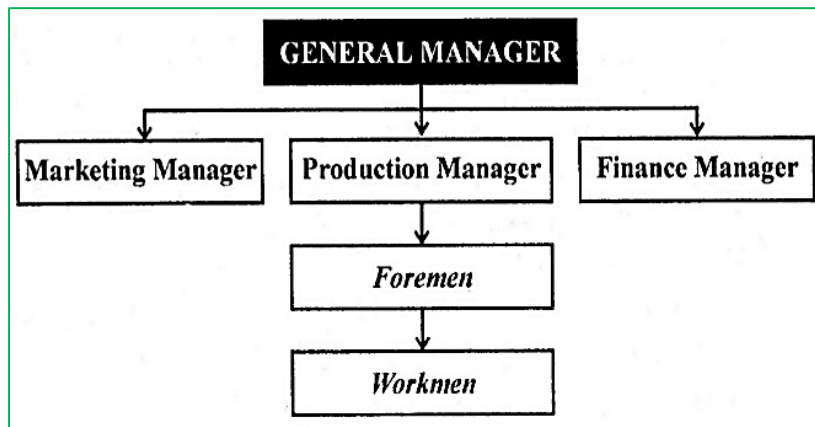 GENERAL MANAGER
Marketing Manager
Production Manager
Finance Manager
Foremen
Workmen